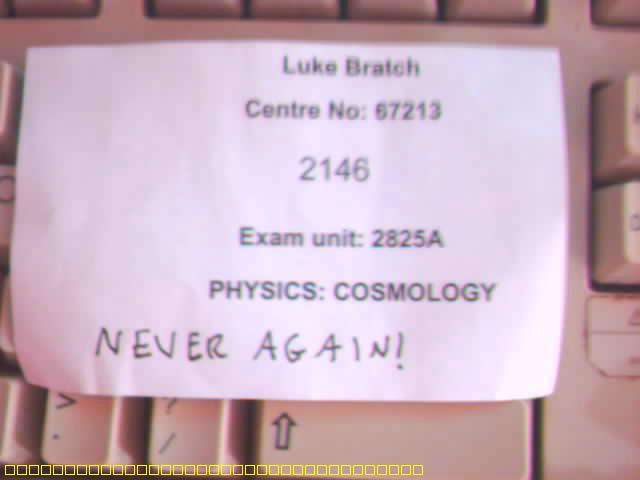 Luke Bratch
Centre No: 67213
2146
Exam unit: 2825A
PHYSICS: COSMOLOGY
NEVER AGAIN!
> ?
. /
⇧